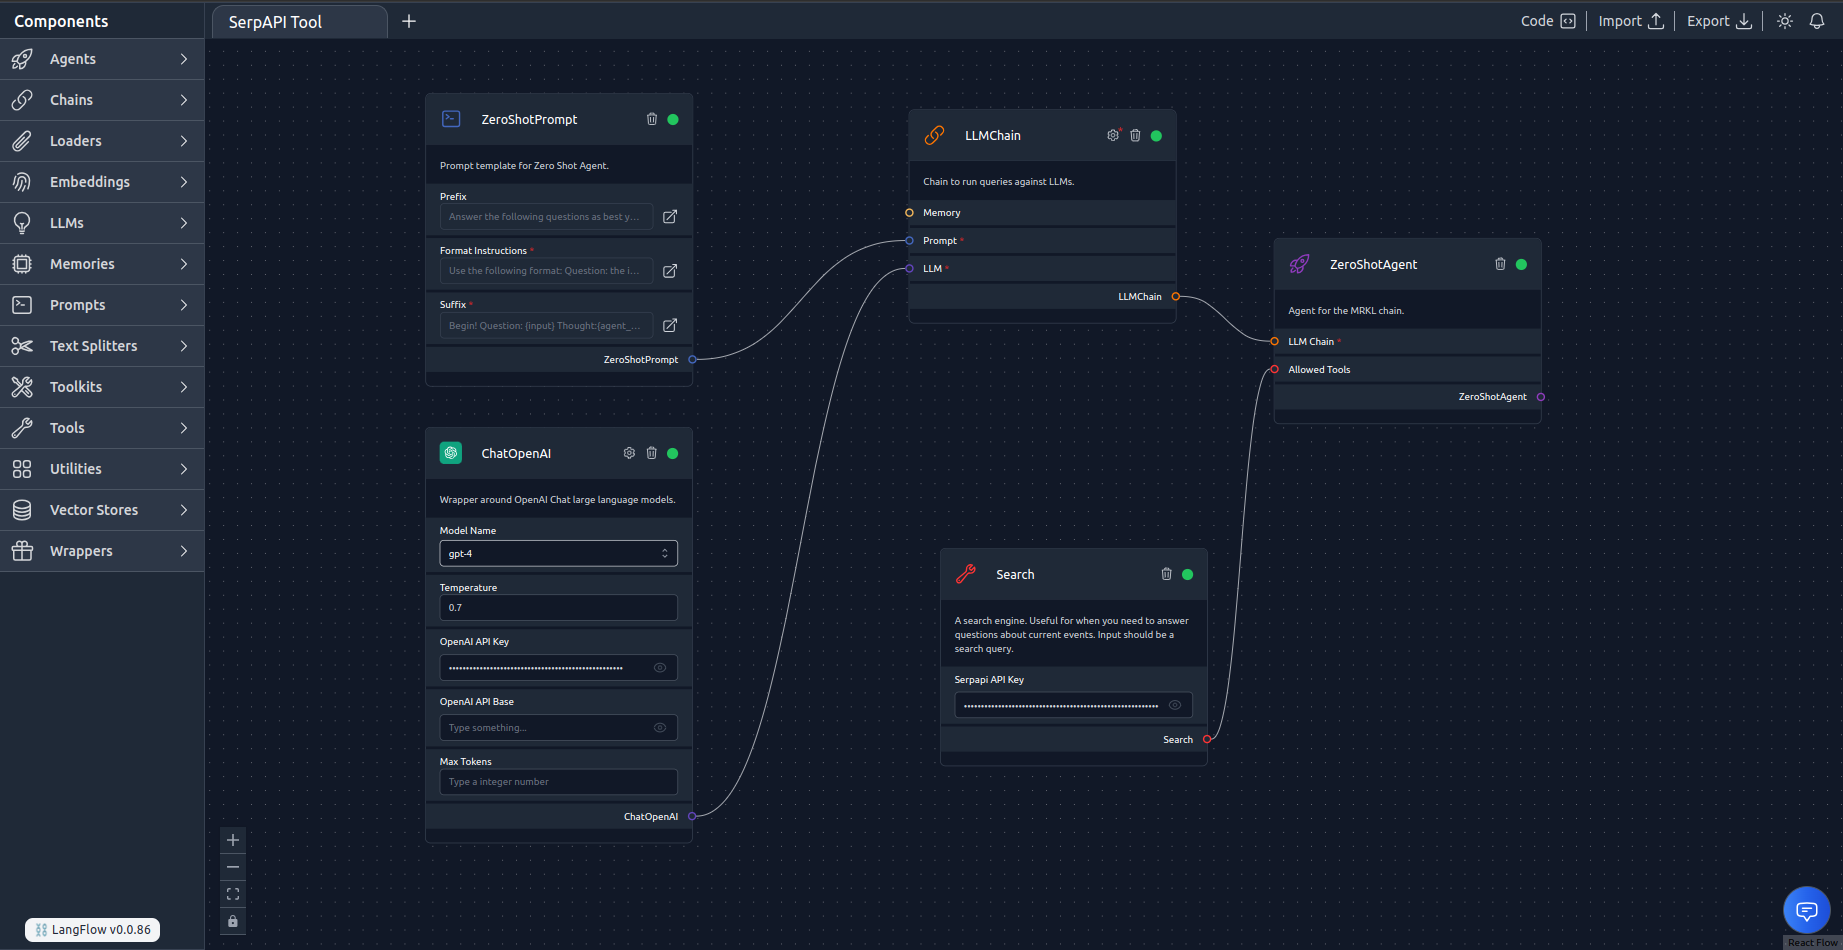 Components
SerpAPI Tool
Code
Import
Export
Agents
Chains
Loaders
Embeddings
LLMs
Memories
Prompts
Text Splitters
Toolkits
Tools
Utilities
Vector Stores
Wrappers
LangFlow v0.0.86
ZeroShotPrompt
Prompt template for Zero Shot Agent.
Prefix
Answer the following questions as best y...
Format Instructions *
Use the following format: Question: the i...
Suffix *
Begin! Question: {input} Thought:{agent_...
ZeroShotPrompt
ChatOpenAI
Wrapper around OpenAI Chat large language models.
Model Name
gpt-4
Temperature
0.7
OpenAI API Key
OpenAI API Base
Type something...
Max Tokens
Type a integer number
ChatOpenAI
LLMChain
Chain to run queries against LLMs.
Memory
Prompt *
LLM *
LLMChain
Search
A search engine. Useful for when you need to answer
questions about current events. Input should be a
search query.
Serpapi API Key
Search
ZeroShotAgent
Agent for the MRKL chain.
LLM Chain *
Allowed Tools
ZeroShotAgent
React Flow